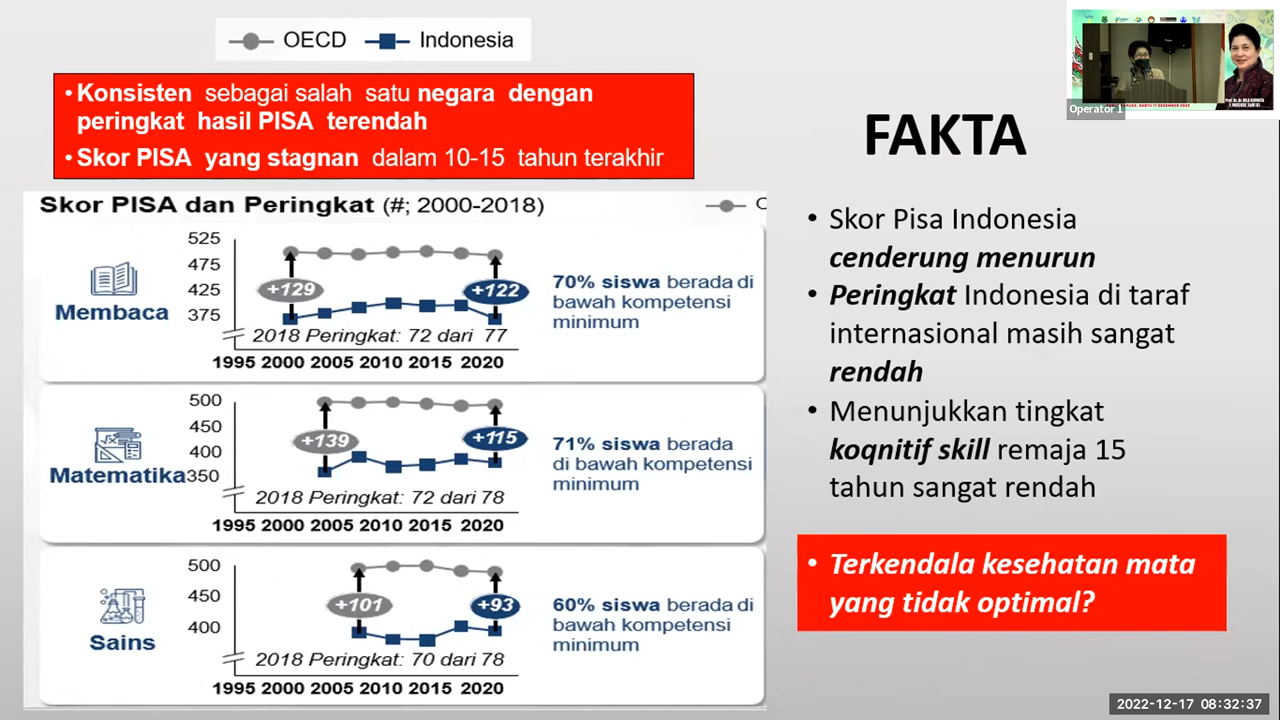 OECD Indonesia
• Konsisten sebagai salah satu negara dengan
peringkat hasil PISA terendah
• Skor PISA yang stagnan dalam 10-15 tahun terakhir
Skor PISA dan Peringkat (#; 2000-2018)
525
475
425
375
Membaca
+129
+122
2018 Peringkat: 72 dari 77
1995 2000 2005 2010 2015 2020
70% siswa berada di
bawah kompetensi
minimum
500
450
400
350
Matematika
+139
+115
2018 Peringkat: 72 dari 78
1995 2000 2005 2010 2015 2020
71% siswa berada
di bawah kompetensi
minimum
500
450
400
Sains
+101
+93
2018 Peringkat: 70 dari 78
1995 2000 2005 2010 2015 2020
60% siswa berada di
bawah kompetensi
minimum
FAKTA
• Skor Pisa Indonesia
cenderung menurun
• Peringkat Indonesia di taraf
internasional masih sangat
rendah
• Menunjukkan tingkat
koqnitif skill remaja 15
tahun sangat rendah
• Terkendala kesehatan mata
yang tidak optimal?
Operator 1
2022-12-17 08:32:37